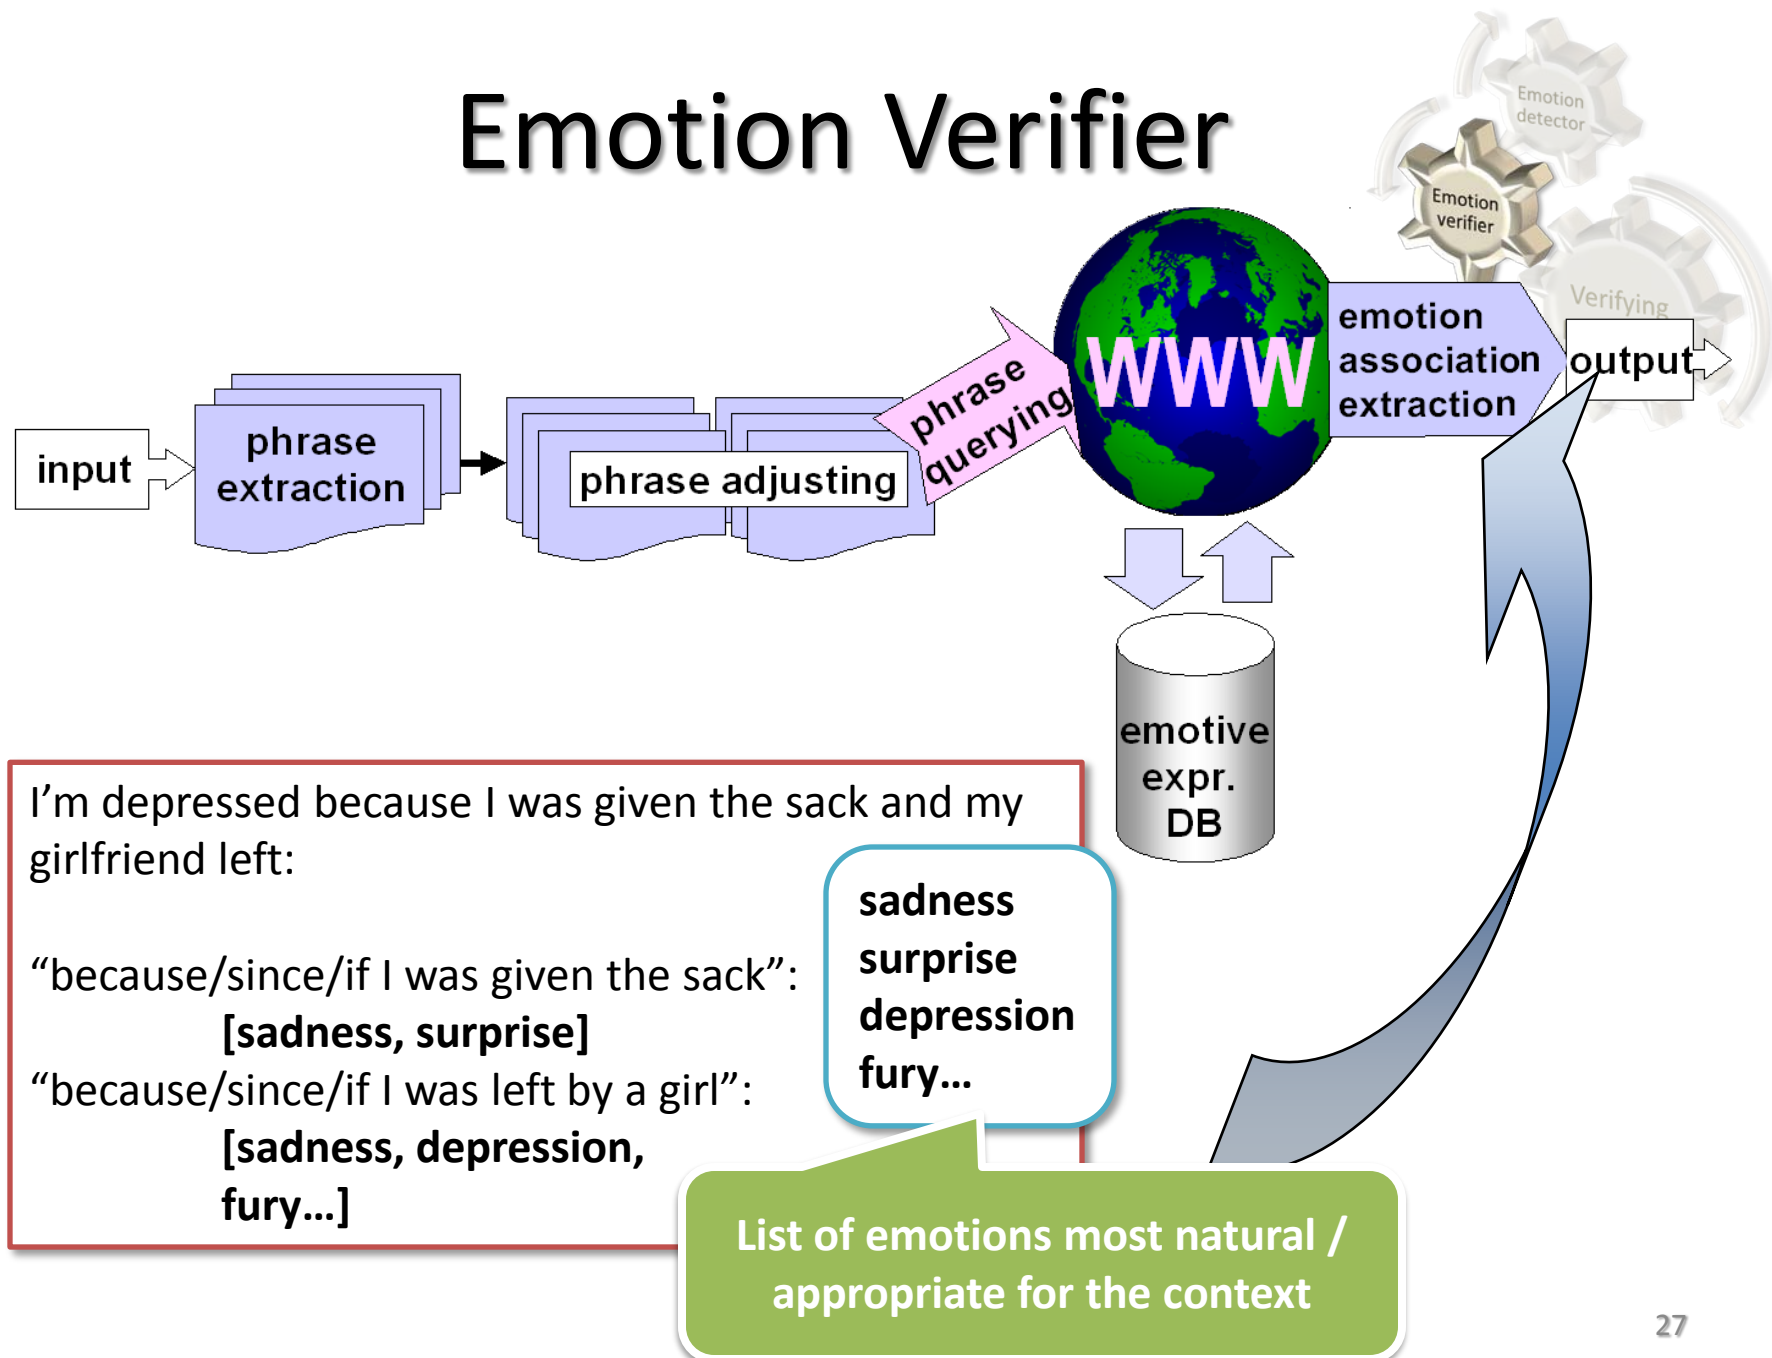 Emotion Verifier
Emotion
detector
Emotion
verifier
Verifying
input
phrase
extraction
phrase adjusting
phrase
querying
WWW
emotion
association
extraction
output
emotive
expr.
DB
I’m depressed because I was given the sack and my
girlfriend left:
“because/since/if I was given the sack”:
[sadness, surprise]
“because/since/if I was left by a girl”:
[sadness, depression,
fury…]
sadness
surprise
depression
fury…
List of emotions most natural /
appropriate for the context
27